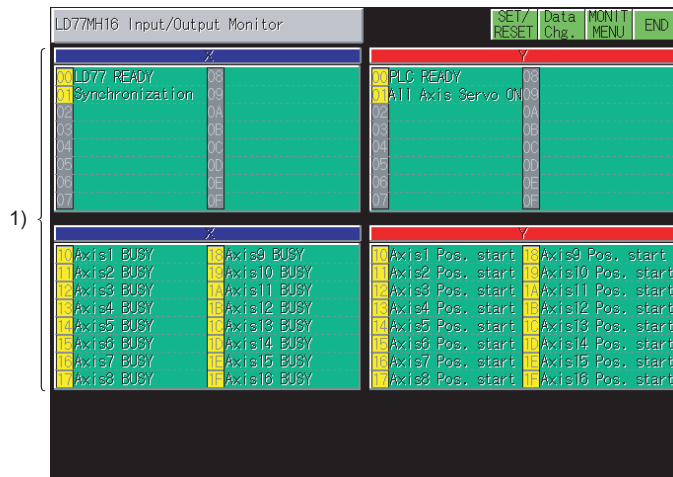 LD77MH16 Input/Output Monitor
SET/ RESET
Data Chg.
MONIT MENU
END
1)
X
00 LD77 READY 08
01 Synchronization 09
02 0A
03 0B
04 0C
05 0D
06 0E
07 0F
Y
00 PLC READY 08
01 All Axis Servo ON 09
02 0A
03 0B
04 0C
05 0D
06 0E
07 0F
X
10 Axis1 BUSY 18 Axis9 BUSY
11 Axis2 BUSY 19 Axis10 BUSY
12 Axis3 BUSY 1A Axis11 BUSY
13 Axis4 BUSY 1B Axis12 BUSY
14 Axis5 BUSY 1C Axis13 BUSY
15 Axis6 BUSY 1D Axis14 BUSY
16 Axis7 BUSY 1E Axis15 BUSY
17 Axis8 BUSY 1F Axis16 BUSY
Y
10 Axis1 Pos. start 18 Axis9 Pos. start
11 Axis2 Pos. start 19 Axis10 Pos. start
12 Axis3 Pos. start 1A Axis11 Pos. start
13 Axis4 Pos. start 1B Axis12 Pos. start
14 Axis5 Pos. start 1C Axis13 Pos. start
15 Axis6 Pos. start 1D Axis14 Pos. start
16 Axis7 Pos. start 1E Axis15 Pos. start
17 Axis8 Pos. start 1F Axis16 Pos. start